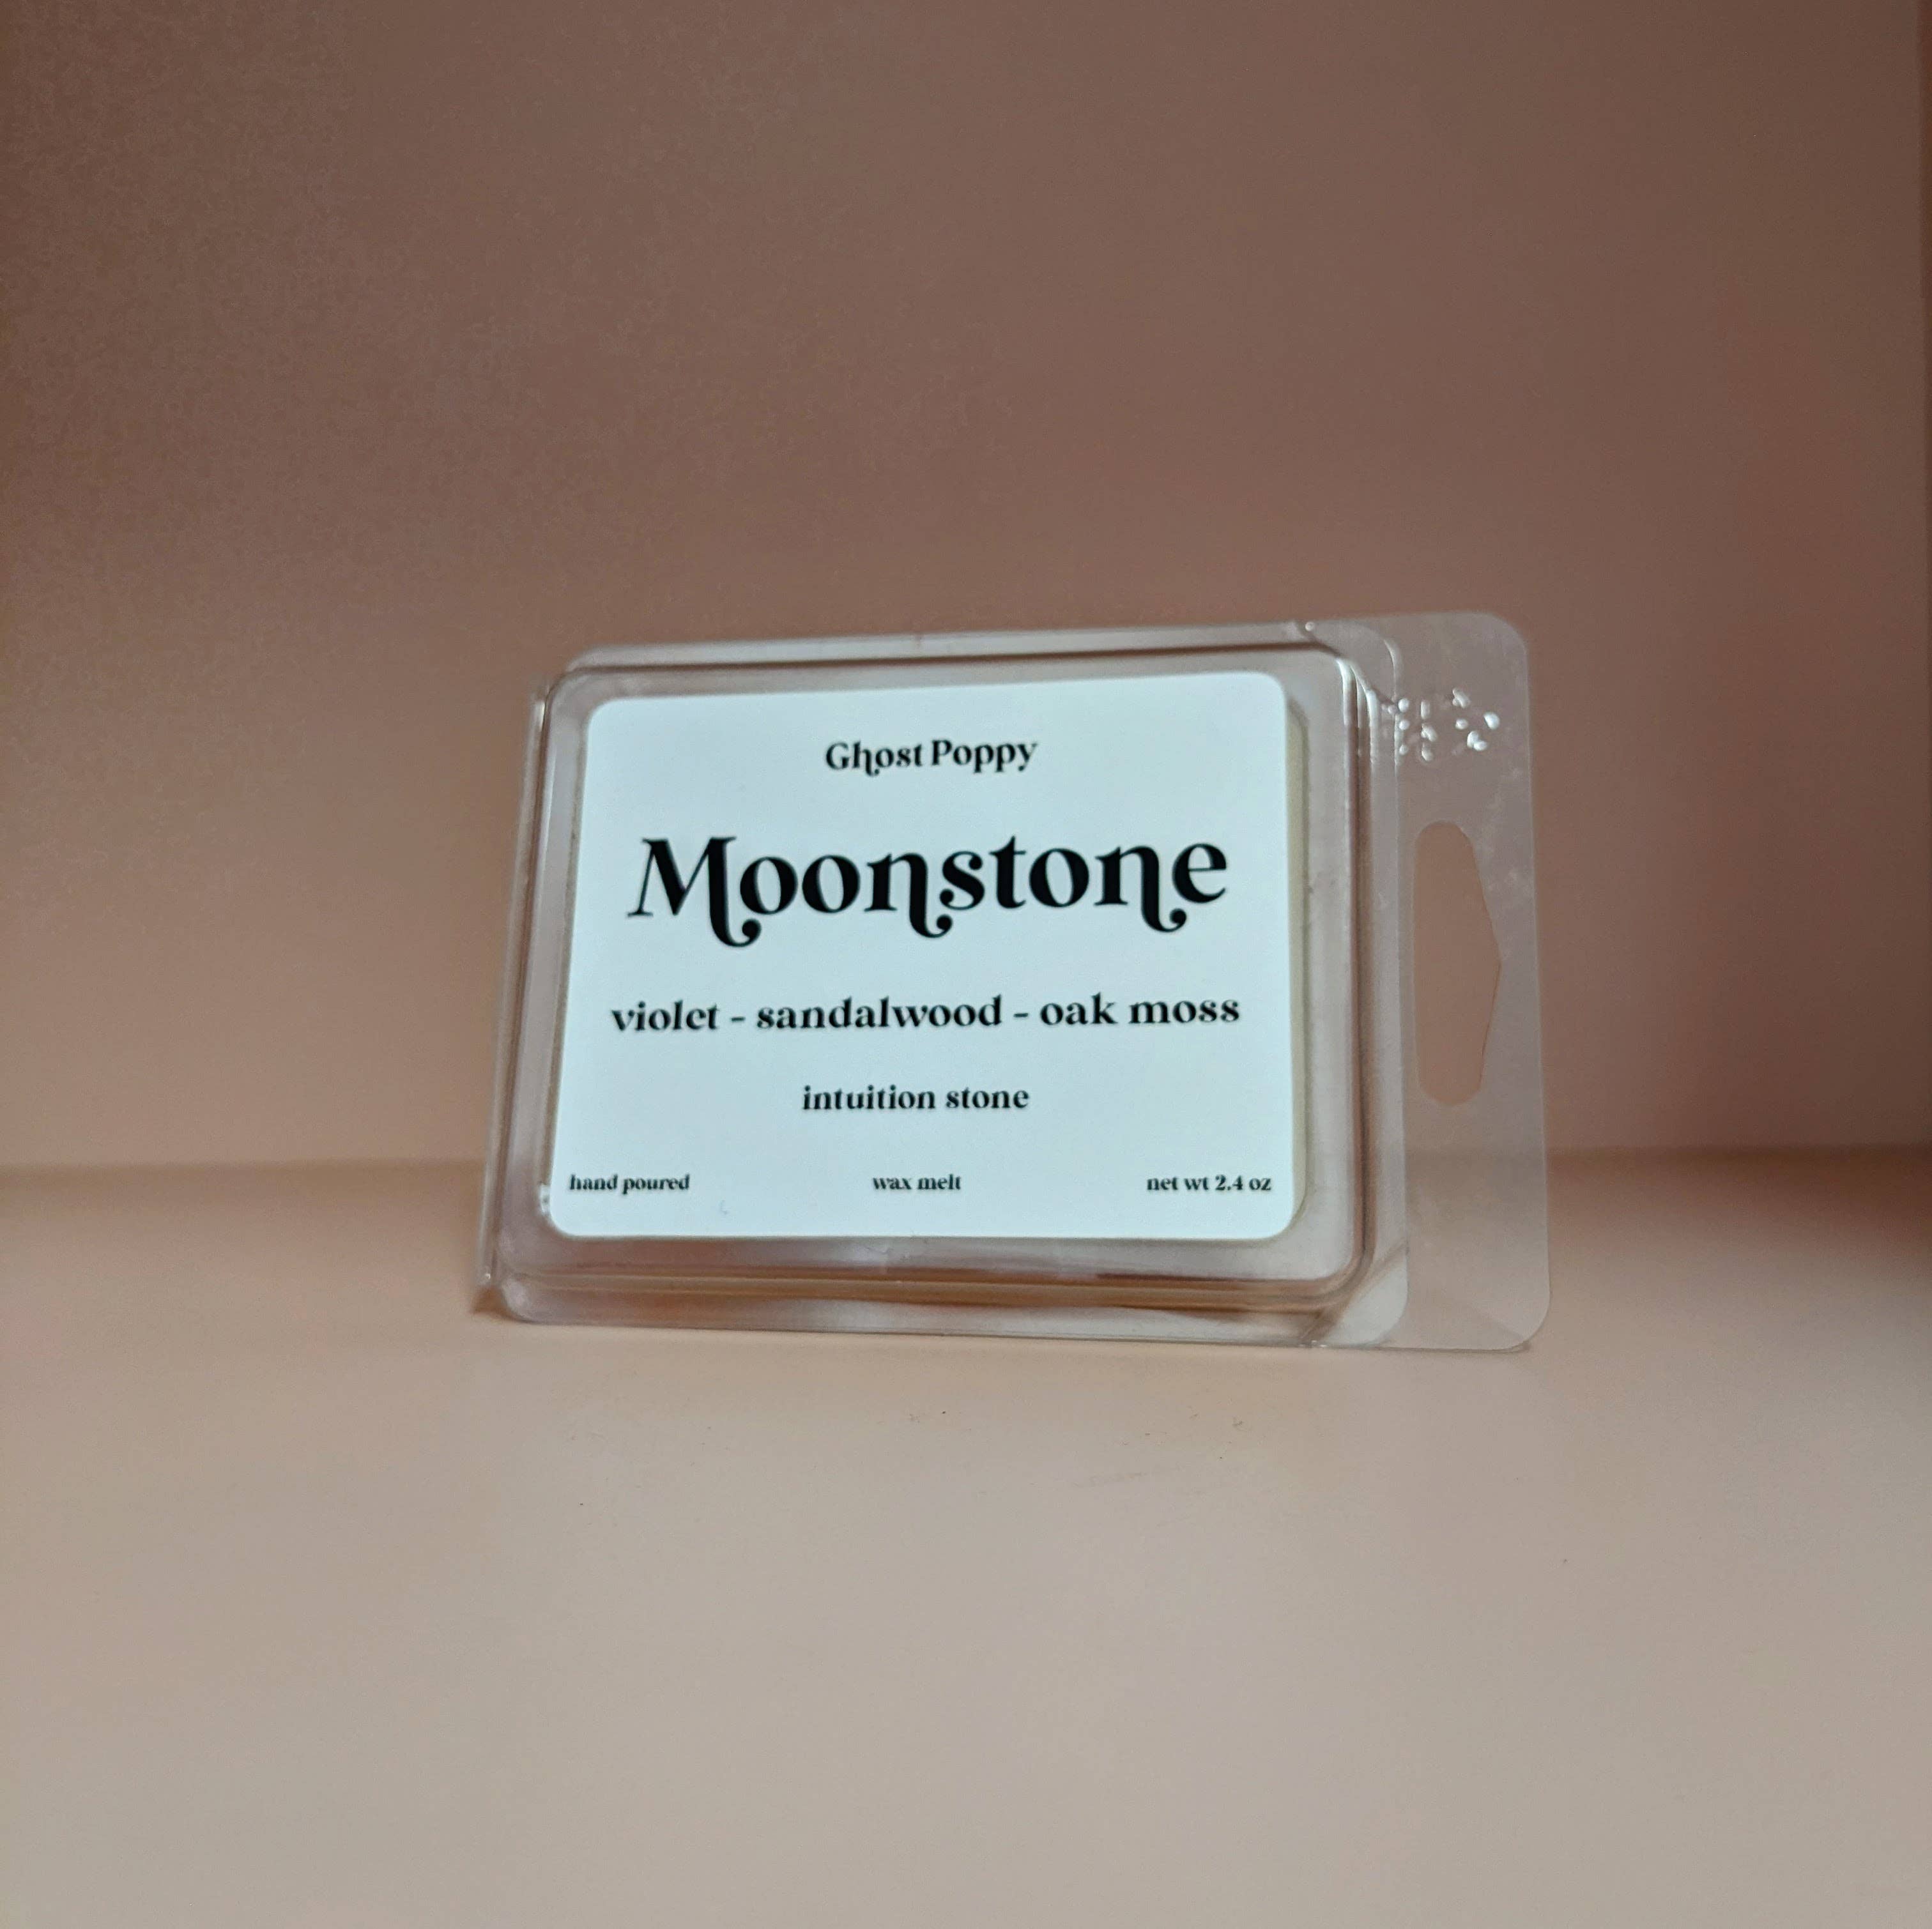 Ghost Poppy
Moonstone
violet - sandalwood - oak moss
intuition stone
hand poured wax melt net wt 2.4 oz